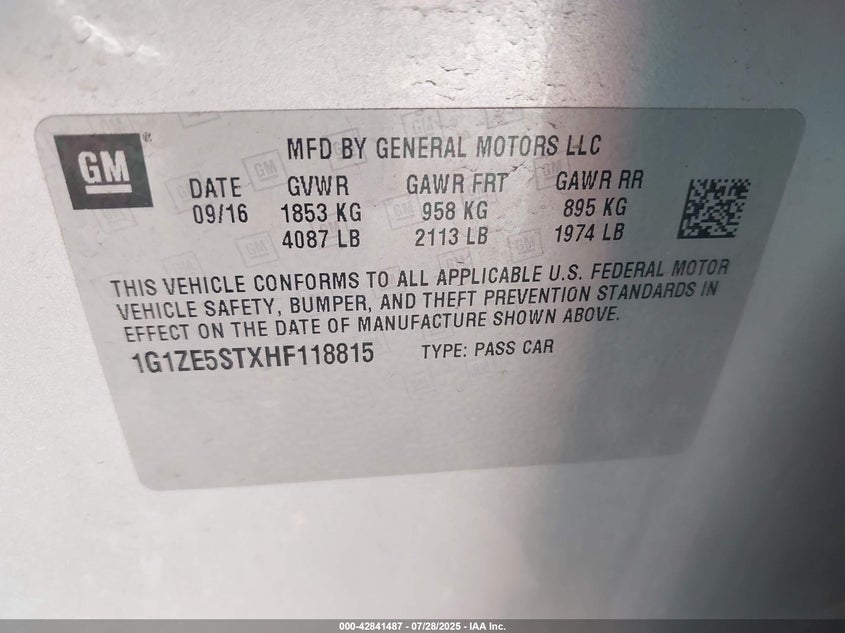 GM
MFD BY GENERAL MOTORS LLC
DATE GVWR GAWR FRT GAWR RR
09/16 1853 KG 958 KG 895 KG
4087 LB 2113 LB 1974 LB
THIS VEHICLE CONFORMS TO ALL APPLICABLE U.S. FEDERAL MOTOR
VEHICLE SAFETY, BUMPER, AND THEFT PREVENTION STANDARDS IN
EFFECT ON THE DATE OF MANUFACTURE SHOWN ABOVE.
1G1ZE5STXHF118815 TYPE: PASS CAR
000-42841487 - 07/28/2025 - IAA Inc.